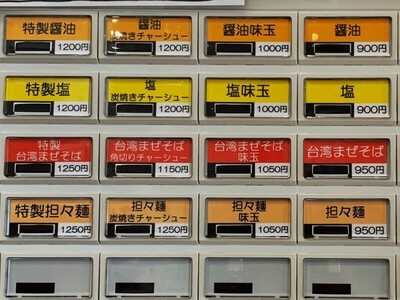 特製醤油
1200円
醤油
炭焼きチャーシュー
1200円
醤油味玉
1000円
醤油
900円
特製塩
1200円
塩
炭焼きチャーシュー
1200円
塩味玉
1000円
塩
900円
特製
台湾まぜそば
1250円
台湾まぜそば
角切りチャーシュー
1150円
台湾まぜそば
味玉
1050円
台湾まぜそば
950円
特製担々麺
1250円
担々麺
炭焼きチャーシュー
1250円
担々麺
味玉
1050円
担々麺
950円